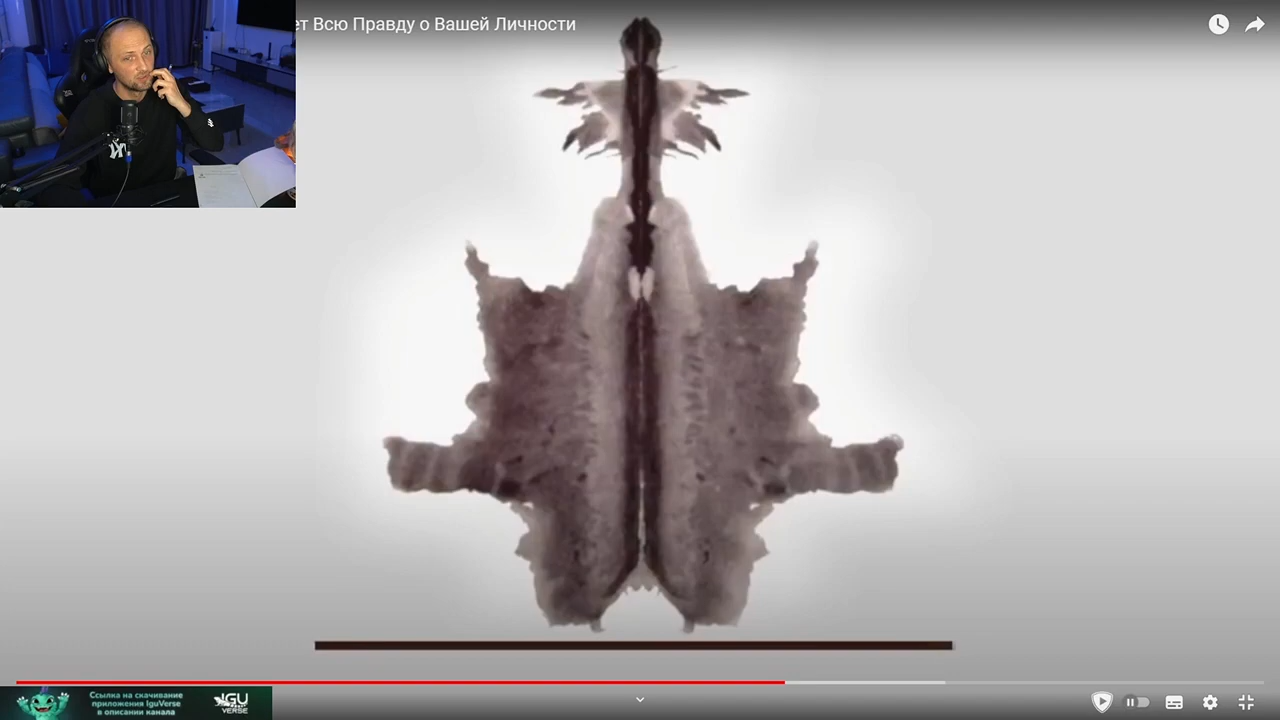 ет Всю Правду о Вашей Личности
Ссылка на скачивание
приложения IguVerse
в описании канала
IGU
VERSE